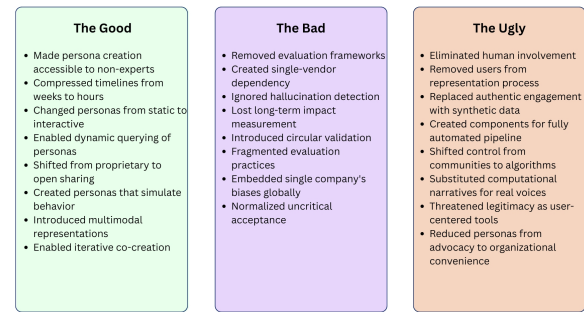 The Good
• Made persona creation
accessible to non-experts
• Compressed timelines from
weeks to hours
• Changed personas from static to
interactive
• Enabled dynamic querying of
personas
• Shifted from proprietary to
open sharing
• Created personas that simulate
behavior
• Introduced multimodal
representations
• Enabled iterative co-creation
The Bad
• Removed evaluation frameworks
• Created single-vendor
dependency
• Ignored hallucination detection
• Lost long-term impact
measurement
• Introduced circular validation
• Fragmented evaluation
practices
• Embedded single company's
biases globally
• Normalized uncritical
acceptance
The Ugly
• Eliminated human involvement
• Removed users from
representation process
• Replaced authentic engagement
with synthetic data
• Created components for fully
automated pipeline
• Shifted control from
communities to algorithms
• Substituted computational
narratives for real voices
• Threatened legitimacy as user-
centered tools
• Reduced personas from
advocacy to organizational
convenience